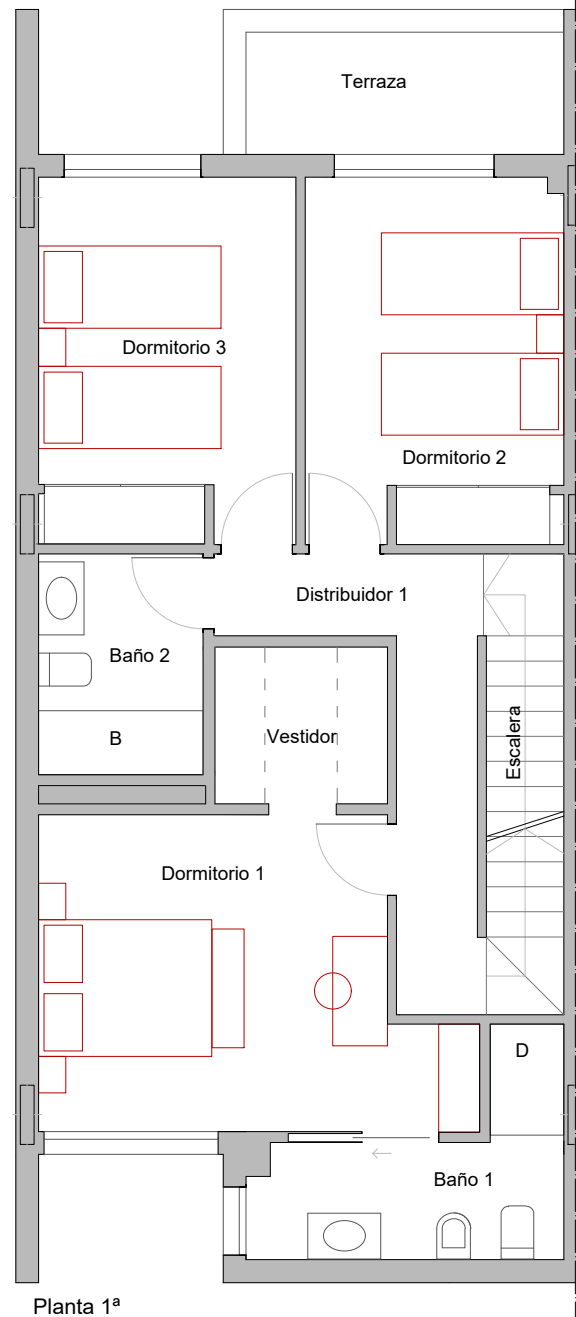 Terraza
Dormitorio 3
Dormitorio 2
Distribuidor 1
Baño 2
Escalera
B
Vestidor
Dormitorio 1
D
Baño 1
Planta 1ª